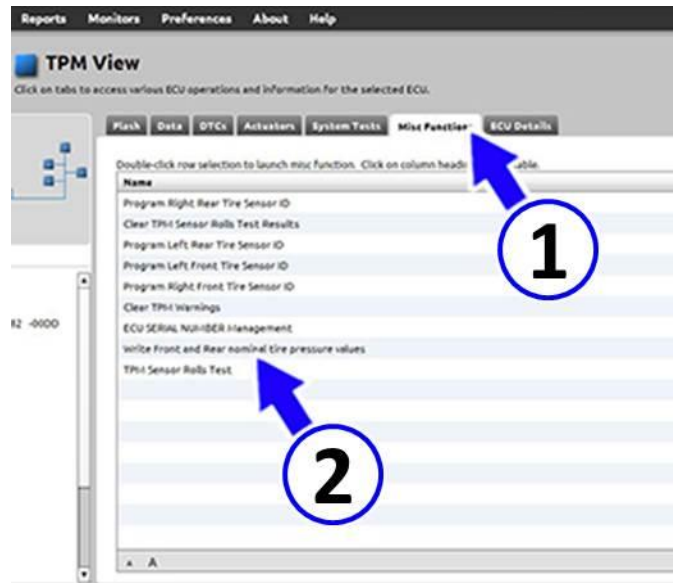 Reports Monitors Preferences About Help
TPM View
Click on tabs to access various ECU operations and information for the selected ECU.
Flash Data DTCs Actuators System Tests Misc Function ECU Details
Double-click row selection to launch misc function. Click on column head able.
Name
Program Right Rear Tire Sensor ID
Clear TPM Sensor Rolls Test Results
Program Left Rear Tire Sensor ID
Program Left Front Tire Sensor ID
Program Right Front Tire Sensor ID
Clear TPM Warnings
ECU SERIAL NUMBER Management
Write Front and Rear nominal tire pressure values
TPM Sensor Rolls Test
-00DD
1
2
A A